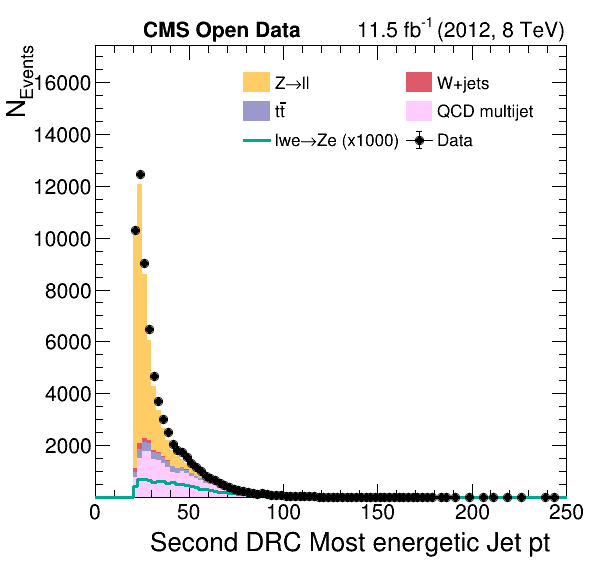 CMS Open Data 11.5 fb⁻¹ (2012, 8 TeV)
N_Events
Z→ll W+jets
tt̄ QCD multijet
lwe→Ze (x1000) Data
16000
14000
12000
10000
8000
6000
4000
2000
0 50 100 150 200 250
Second DRC Most energetic Jet pt